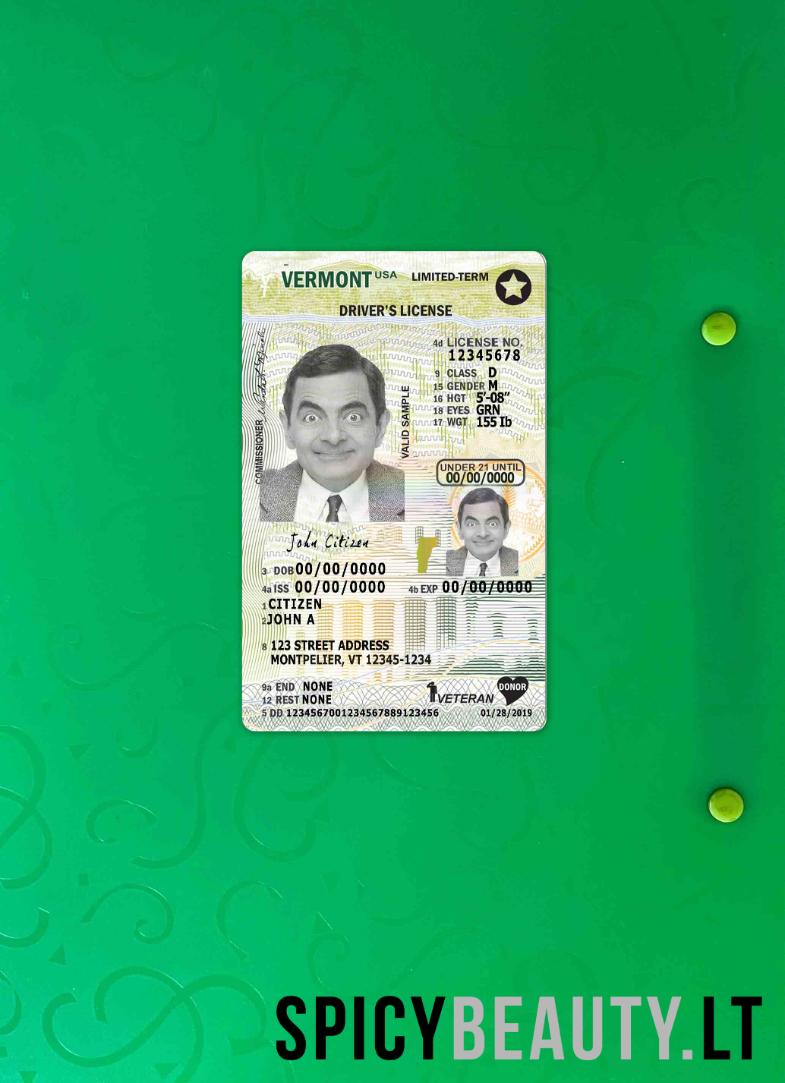 VERMONT USA LIMITED-TERM
DRIVER'S LICENSE
4d LICENSE NO.
12345678
9 CLASS D
15 GENDER M
16 HGT 5'-08"
18 EYES GRN
17 WGT 155 lb
COMMISSIONER
VALID SAMPLE
UNDER 21 UNTIL
00/00/0000
John Citizen
3 DOB 00/00/0000
4a ISS 00/00/0000 4b EXP 00/00/0000
1 CITIZEN
2 JOHN A
8 123 STREET ADDRESS
MONTPELIER, VT 12345-1234
9a END NONE
12 REST NONE
VETERAN DONOR
5 DD 1234567001234567889123456 01/28/2019
SPICYBEAUTY.LT